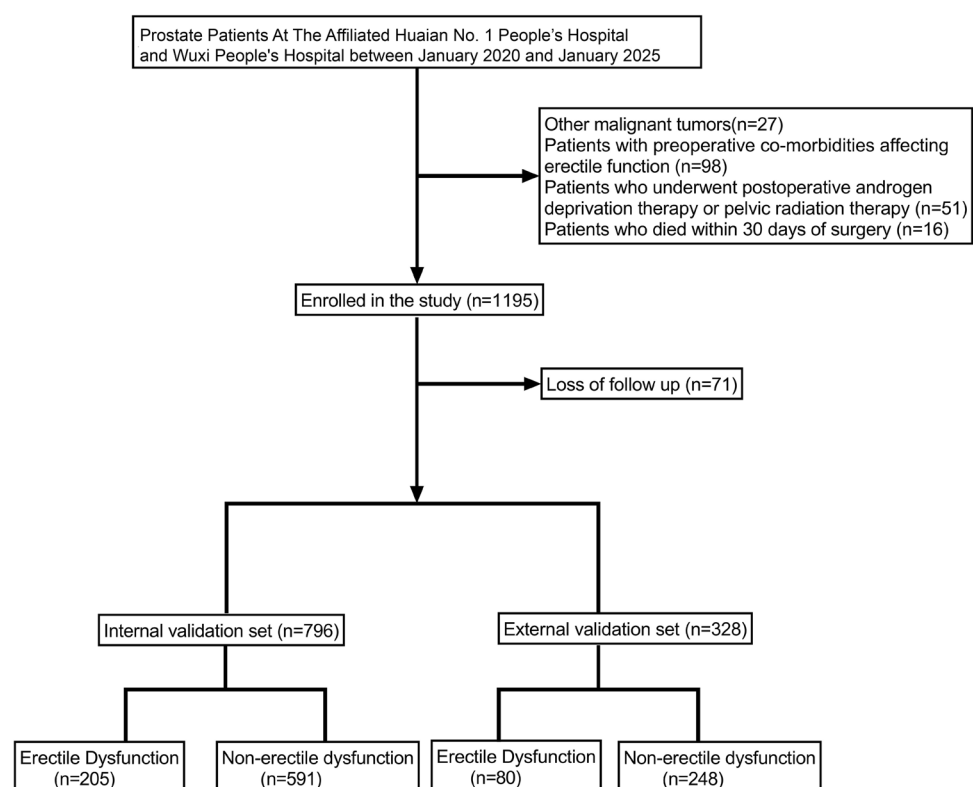 Prostate Patients At The Affiliated Huaian No. 1 People’s Hospital
and Wuxi People's Hospital between January 2020 and January 2025
Other malignant tumors(n=27)
Patients with preoperative co-morbidities affecting
erectile function (n=98)
Patients who underwent postoperative androgen
deprivation therapy or pelvic radiation therapy (n=51)
Patients who died within 30 days of surgery (n=16)
Enrolled in the study (n=1195)
Loss of follow up (n=71)
Internal validation set (n=796)
External validation set (n=328)
Erectile Dysfunction
(n=205)
Non-erectile dysfunction
(n=591)
Erectile Dysfunction
(n=80)
Non-erectile dysfunction
(n=248)